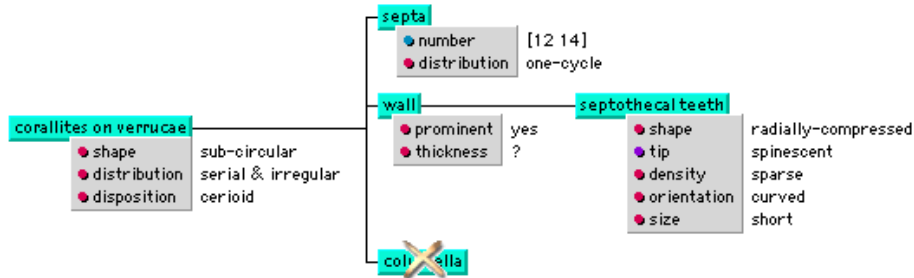 septa
number [12 14]
distribution one-cycle
wall
septothecal teeth
prominent yes
thickness ?
shape radially-compressed
tip spinescent
density sparse
orientation curved
size short
corallites on verrucae
shape sub-circular
distribution serial & irregular
disposition cerioid